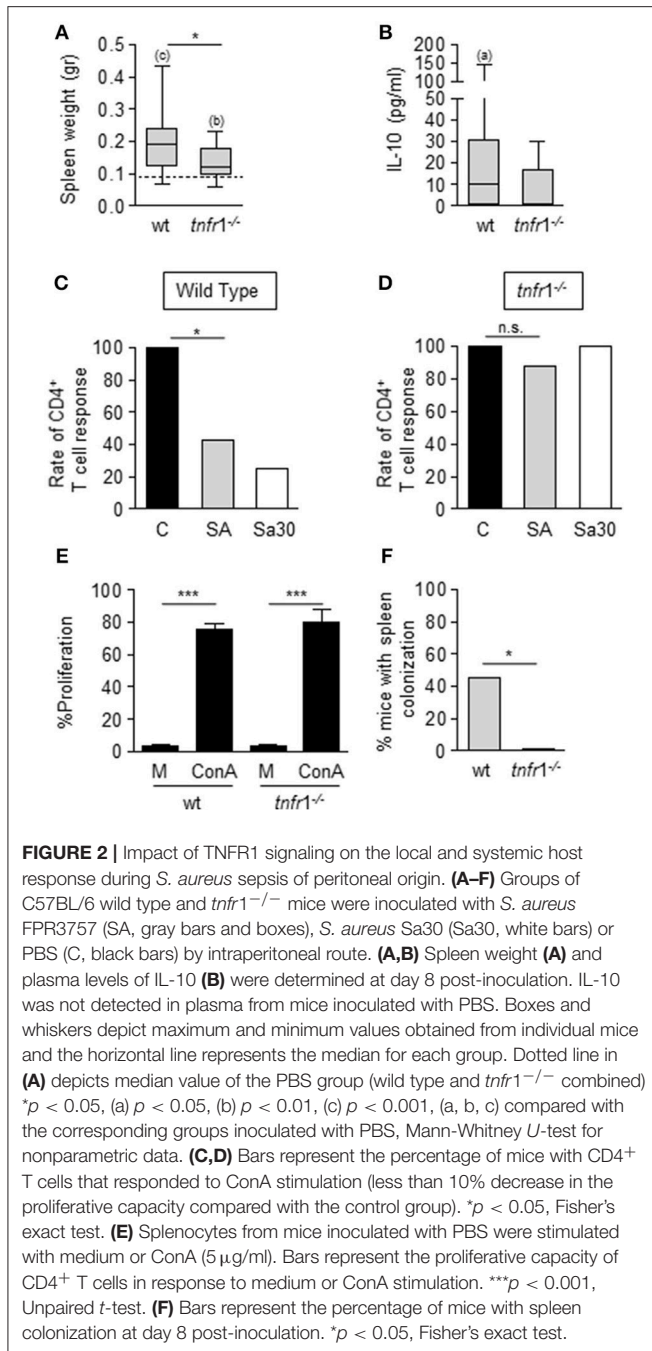 A
B
*
(c)
(b)
0.5
0.4
0.3
0.2
0.1
0.0
Spleen weight (gr)
wt
tnfr1-/-
(a)
200
150
100
50
40
30
20
10
0
IL-10 (pg/ml)
wt
tnfr1-/-
C
Wild Type
D
tnfr1-/-
*
100
80
60
40
20
0
Rate of CD4+
T cell response
C SA Sa30
n.s.
100
80
60
40
20
0
Rate of CD4+
T cell response
C SA Sa30
E
F
*** ***
100
80
60
40
20
0
%Proliferation
M ConA M ConA
wt tnfr1-/-
100
80
60
40
20
0
% mice with spleen
colonization
*
wt tnfr1-/-
FIGURE 2 | Impact of TNFR1 signaling on the local and systemic host
response during S. aureus sepsis of peritoneal origin. (A–F) Groups of
C57BL/6 wild type and tnfr1−/− mice were inoculated with S. aureus
FPR3757 (SA, gray bars and boxes), S. aureus Sa30 (Sa30, white bars) or
PBS (C, black bars) by intraperitoneal route. (A,B) Spleen weight (A) and
plasma levels of IL-10 (B) were determined at day 8 post-inoculation. IL-10
was not detected in plasma from mice inoculated with PBS. Boxes and
whiskers depict maximum and minimum values obtained from individual mice
and the horizontal line represents the median for each group. Dotted line in
(A) depicts median value of the PBS group (wild type and tnfr1−/− combined)
*p < 0.05, (a) p < 0.05, (b) p < 0.01, (c) p < 0.001, (a, b, c) compared with
the corresponding groups inoculated with PBS, Mann-Whitney U-test for
nonparametric data. (C,D) Bars represent the percentage of mice with CD4+
T cells that responded to ConA stimulation (less than 10% decrease in the
proliferative capacity compared with the control group). *p < 0.05, Fisher's
exact test. (E) Splenocytes from mice inoculated with PBS were stimulated
with medium or ConA (5 μg/ml). Bars represent the proliferative capacity of
CD4+ T cells in response to medium or ConA stimulation. ***p < 0.001,
Unpaired t-test. (F) Bars represent the percentage of mice with spleen
colonization at day 8 post-inoculation. *p < 0.05, Fisher's exact test.